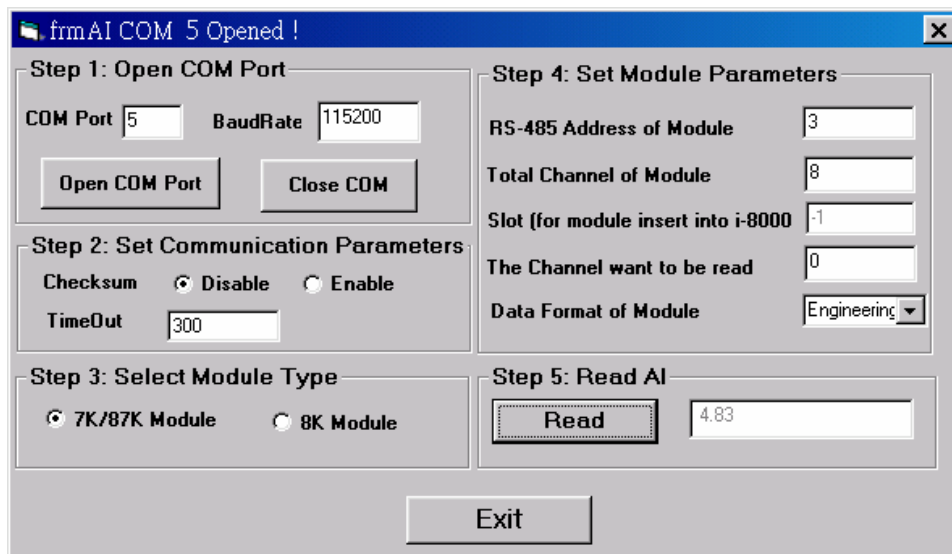 frmAI COM 5 Opened !
Step 1: Open COM Port
COM Port 5 BaudRate 115200
Open COM Port Close COM
Step 2: Set Communication Parameters
Checksum Disable Enable
TimeOut 300
Step 3: Select Module Type
7K/87K Module 8K Module
Step 4: Set Module Parameters
RS-485 Address of Module 3
Total Channel of Module 8
Slot (for module insert into i-8000 -1
The Channel want to be read 0
Data Format of Module Engineering
Step 5: Read AI
Read 4.83
Exit